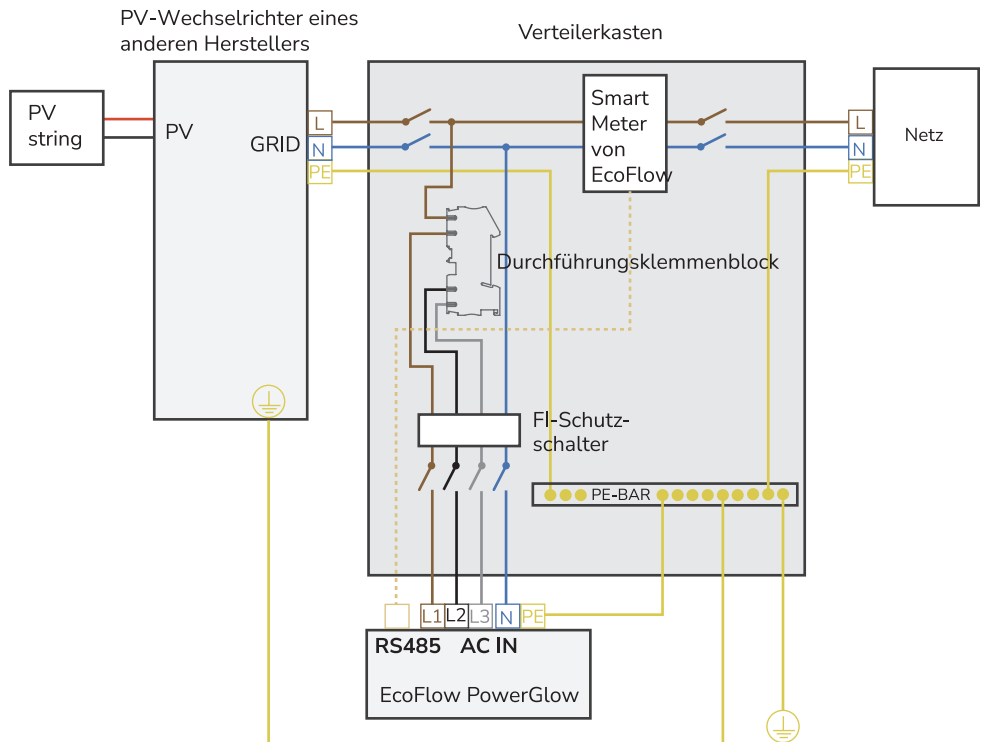 PV-Wechselrichter eines
anderen Herstellers
Verteilerkasten
PV
string
PV
GRID
L
N
PE
Smart
Meter
von
EcoFlow
L
N
PE
Netz
Durchführungsklemmenblock
FI-Schutz-
schalter
PE-BAR
L1
L2
L3
N
PE
RS485
AC IN
EcoFlow PowerGlow